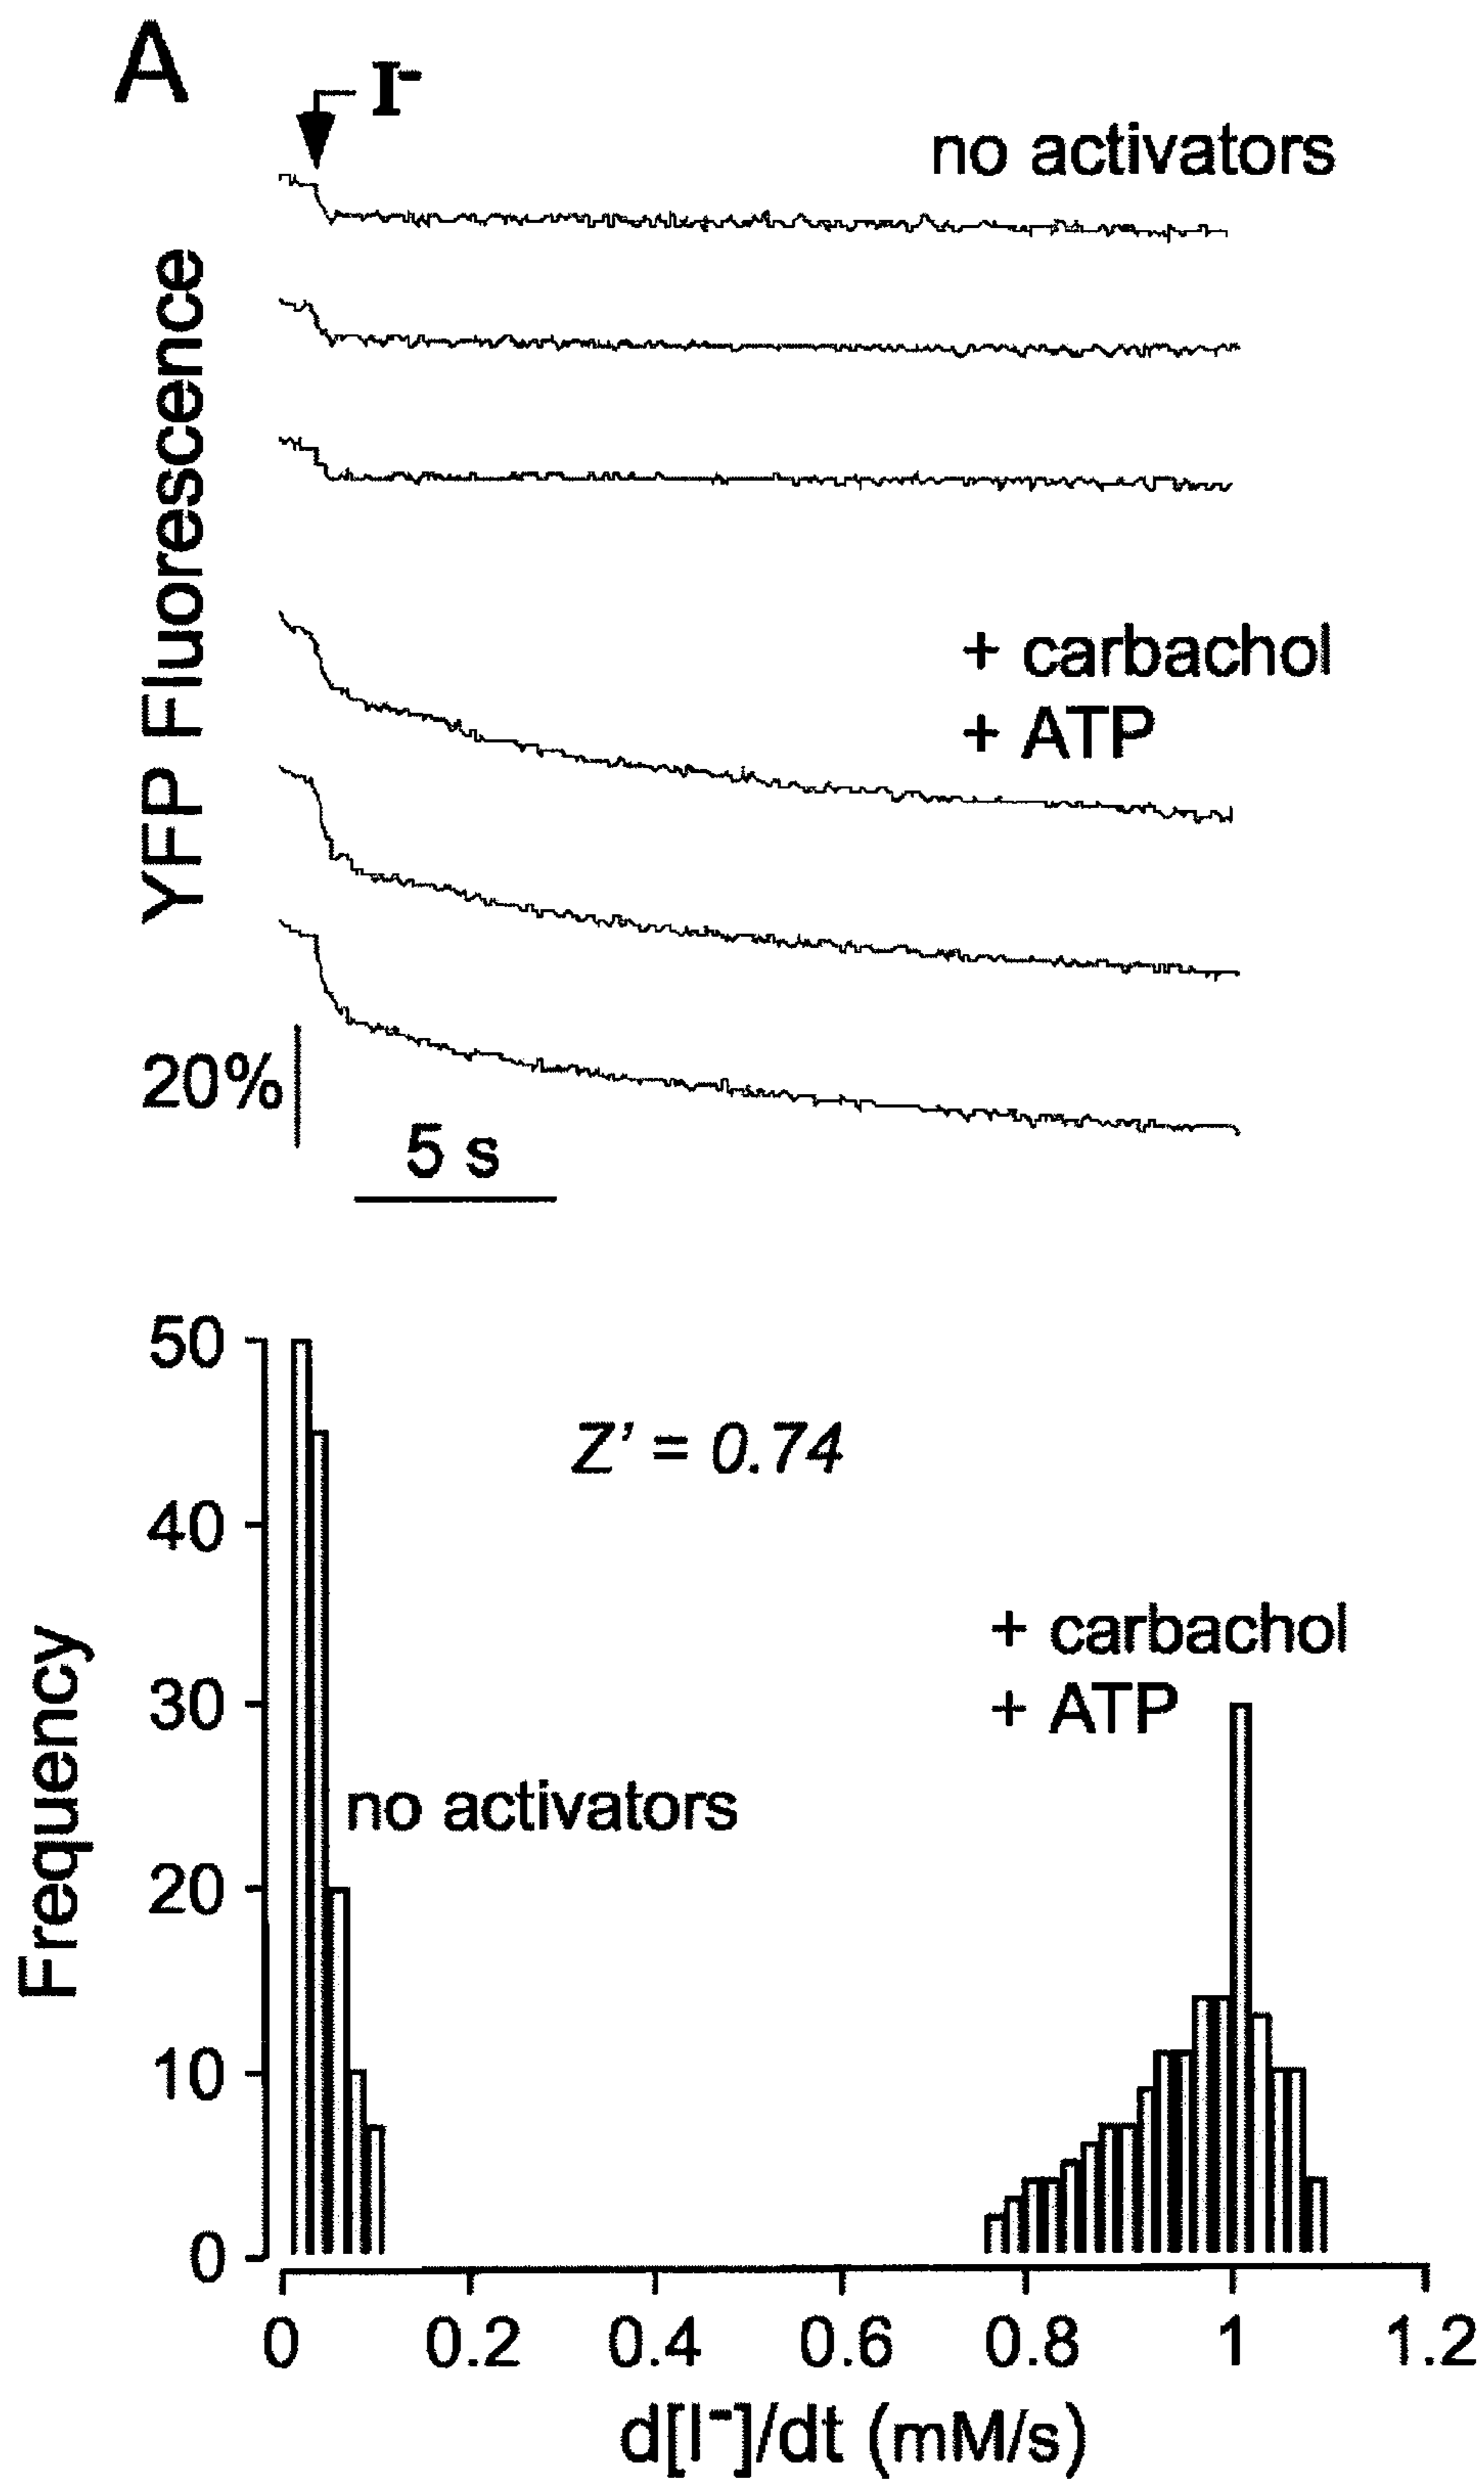 A
I⁻
no activators
YFP Fluorescence
+ carbachol
+ ATP
20%
5 s
50
40
30
20
10
0
Frequency
Z’ = 0.74
no activators
+ carbachol
+ ATP
0 0.2 0.4 0.6 0.8 1 1.2
d[I⁻]/dt (mM/s)